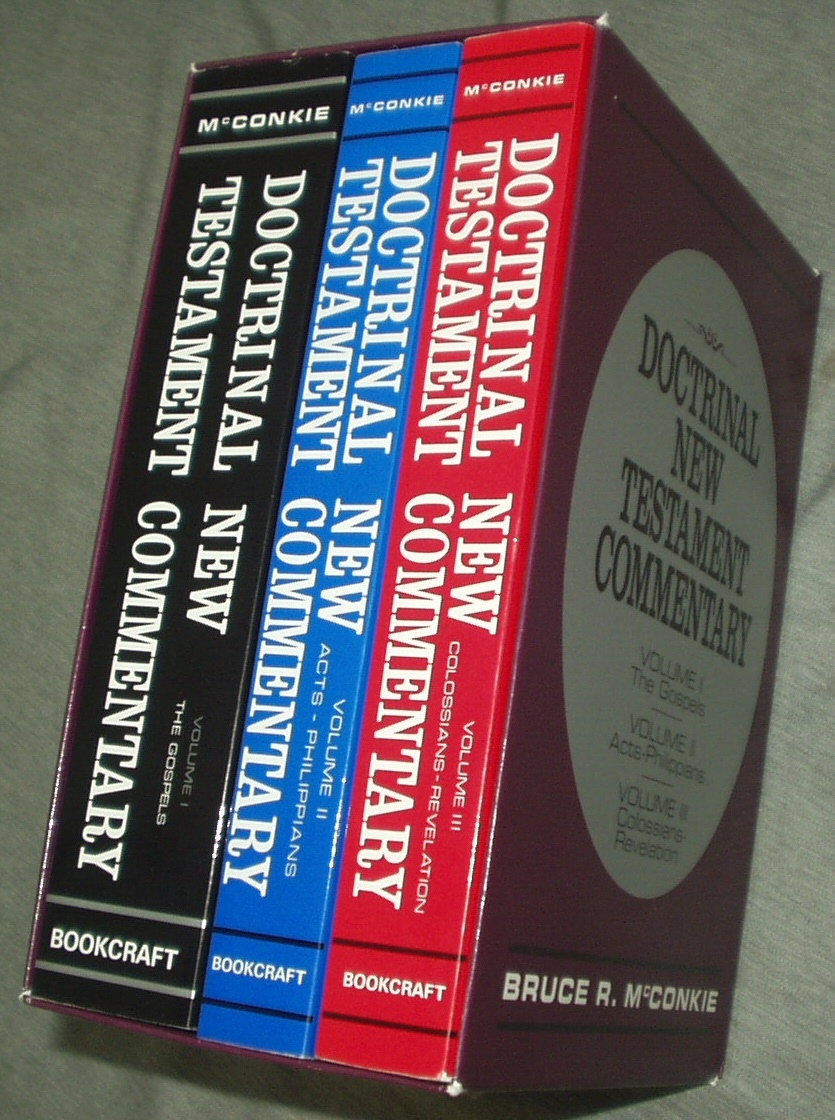 McCONKIE
DOCTRINAL NEW
TESTAMENT COMMENTARY
VOLUME I
THE GOSPELS
BOOKCRAFT
McCONKIE
DOCTRINAL NEW
TESTAMENT COMMENTARY
VOLUME II
ACTS - PHILIPPIANS
BOOKCRAFT
McCONKIE
DOCTRINAL NEW
TESTAMENT COMMENTARY
VOLUME III
COLOSSIANS - REVELATION
BOOKCRAFT
DOCTRINAL
NEW
TESTAMENT
COMMENTARY
VOLUME I
The Gospels
VOLUME II
Acts-Philippians
VOLUME III
Colossians-
Revelation
BRUCE R. McCONKIE